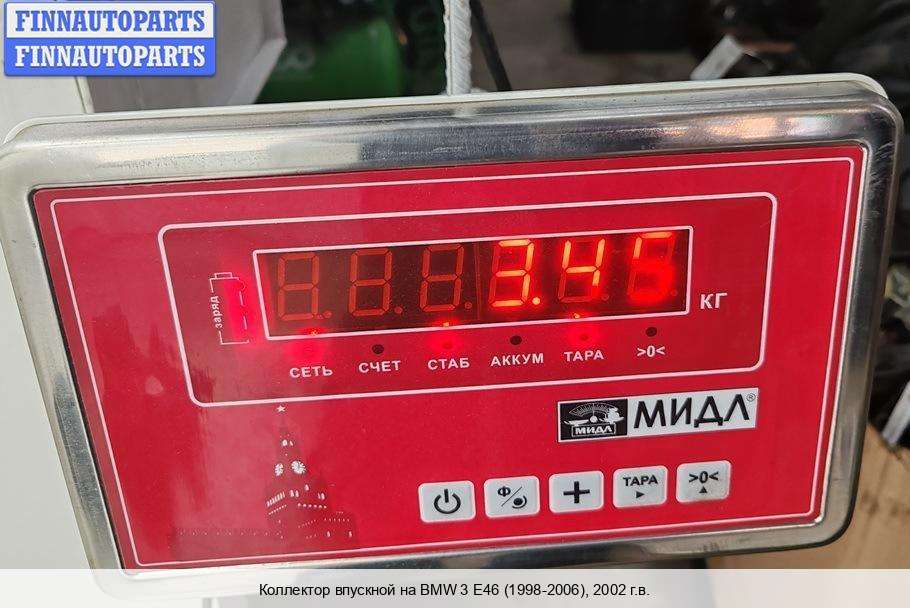 FINNAUTOPARTS
FINNAUTOPARTS
заряд
3.45
КГ
СЕТЬ СЧЕТ СТАБ АККУМ ТАРА >0<
МИДЛ МИДЛ®
Ф ТАРА >0<
Коллектор впускной на BMW 3 E46 (1998-2006), 2002 г.в.